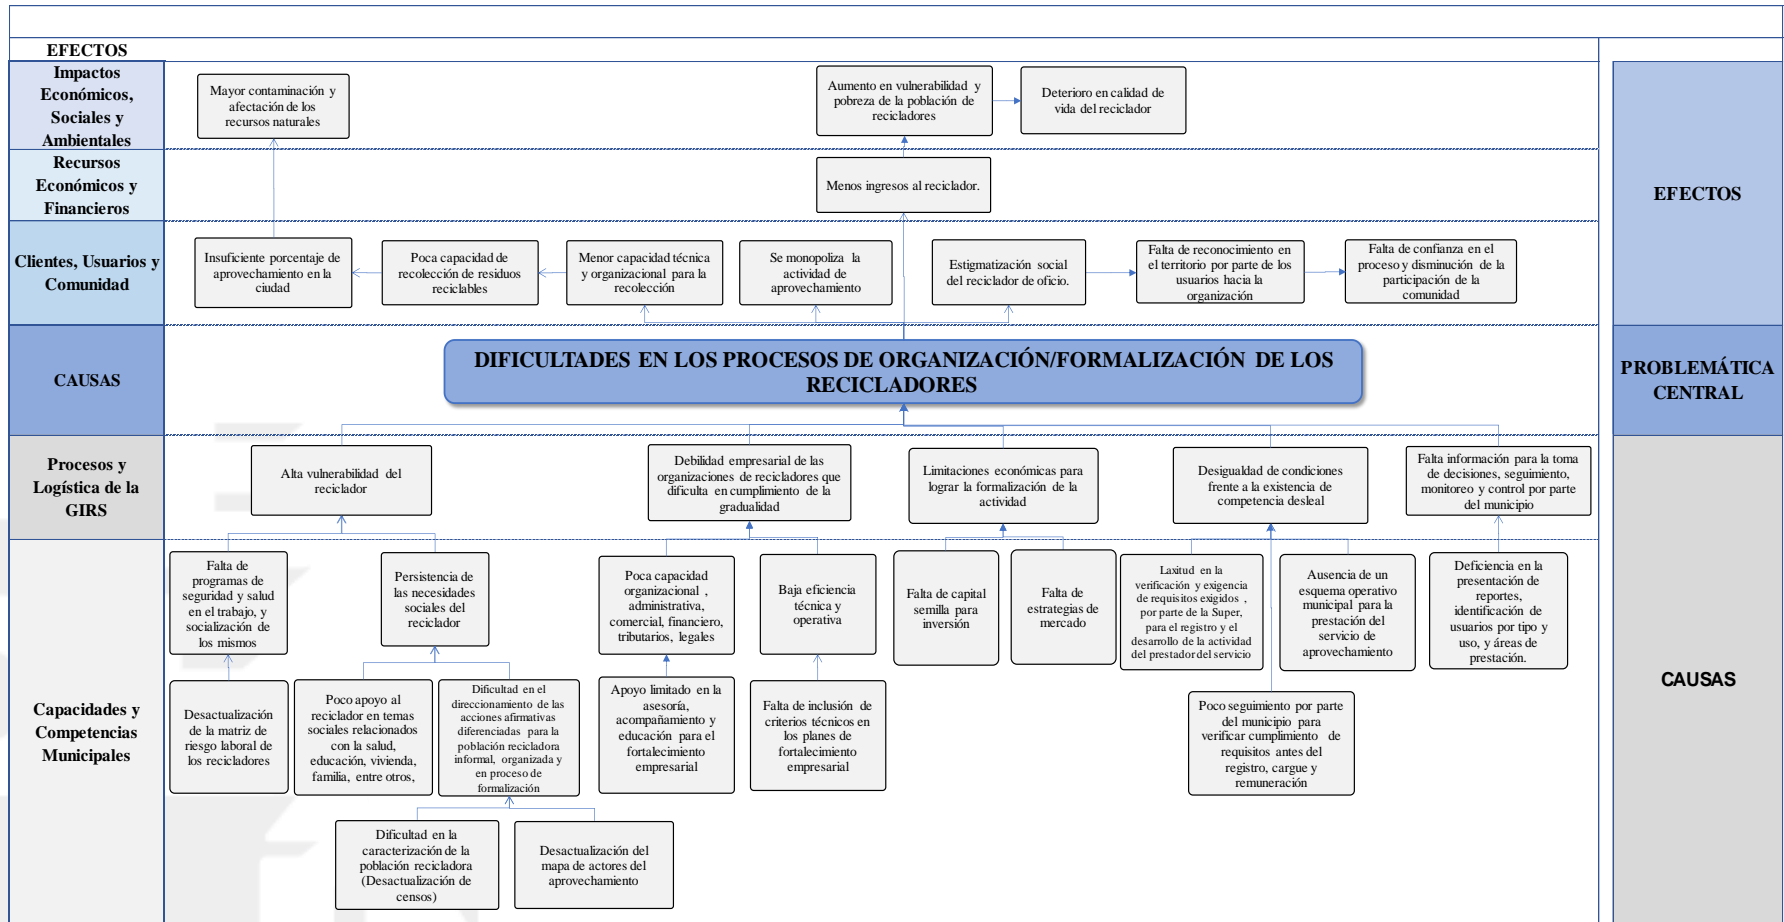 EFECTOS
Impactos
Económicos,
Sociales y
Ambientales
Mayor contaminación y
afectación de los
recursos naturales
Aumento en vulnerabilidad y
pobreza de la población de
recicladores
Deterioro en calidad de
vida del reciclador
Recursos
Económicos y
Financieros
Menos ingresos al reciclador.
EFECTOS
Clientes, Usuarios y
Comunidad
Insuficiente porcentaje de
aprovechamiento en la
ciudad
Poca capacidad de
recolección de residuos
reciclables
Menor capacidad técnica
y organizacional para la
recolección
Se monopoliza la
actividad de
aprovechamiento
Estigmatización social
del reciclador de oficio.
Falta de reconocimiento en
el territorio por parte de los
usuarios hacia la
organización
Falta de confianza en el
proceso y disminución de la
participación de la
comunidad
CAUSAS
DIFICULTADES EN LOS PROCESOS DE ORGANIZACIÓN/FORMALIZACIÓN DE LOS
RECICLADORES
PROBLEMÁTICA
CENTRAL
Procesos y
Logística de la
GIRS
Alta vulnerabilidad del
reciclador
Debilidad empresarial de las
organizaciones de recicladores que
dificulta en cumplimiento de la
gradualidad
Limitaciones económicas para
lograr la formalización de la
actividad
Desigualdad de condiciones
frente a la existencia de
competencia desleal
Falta información para la toma
de decisiones, seguimiento,
monitoreo y control por parte
del municipio
Capacidades y
Competencias
Municipales
Falta de
programas de
seguridad y salud
en el trabajo, y
socialización de
los mismos
Persistencia de
las necesidades
sociales del
reciclador
Poca capacidad
organizacional ,
administrativa,
comercial, financiero,
tributarios, legales
Baja eficiencia
técnica y
operativa
Falta de capital
semilla para
inversión
Falta de
estrategias de
mercado
Laxitud en la
verificación y exigencia
de requisitos exigidos ,
por parte de la Super,
para el registro y el
desarrollo de la actividad
del prestador del servicio
Ausencia de un
esquema operativo
municipal para la
prestación del
servicio de
aprovechamiento
Deficiencia en la
presentación de
reportes,
identificación de
usuarios por tipo y
uso, y áreas de
prestación.
CAUSAS
Desactualización
de la matriz de
riesgo laboral de
los recicladores
Poco apoyo al
reciclador en temas
sociales relacionados
con la salud,
educación, vivienda,
familia, entre otros,
Dificultad en el
direccionamiento de las
acciones afirmativas
diferenciadas para la
población recicladora
informal, organizada y
en proceso de
formalización
Apoyo limitado en la
asesoría,
acompañamiento y
educación para el
fortalecimiento
empresarial
Falta de inclusión de
criterios técnicos en
los planes de
fortalecimiento
empresarial
Poco seguimiento por parte
del municipio para
verificar cumplimiento de
requisitos antes del
registro, cargue y
remuneración
Dificultad en la
caracterización de la
población recicladora
(Desactualización de
censos)
Desactualización del
mapa de actores del
aprovechamiento